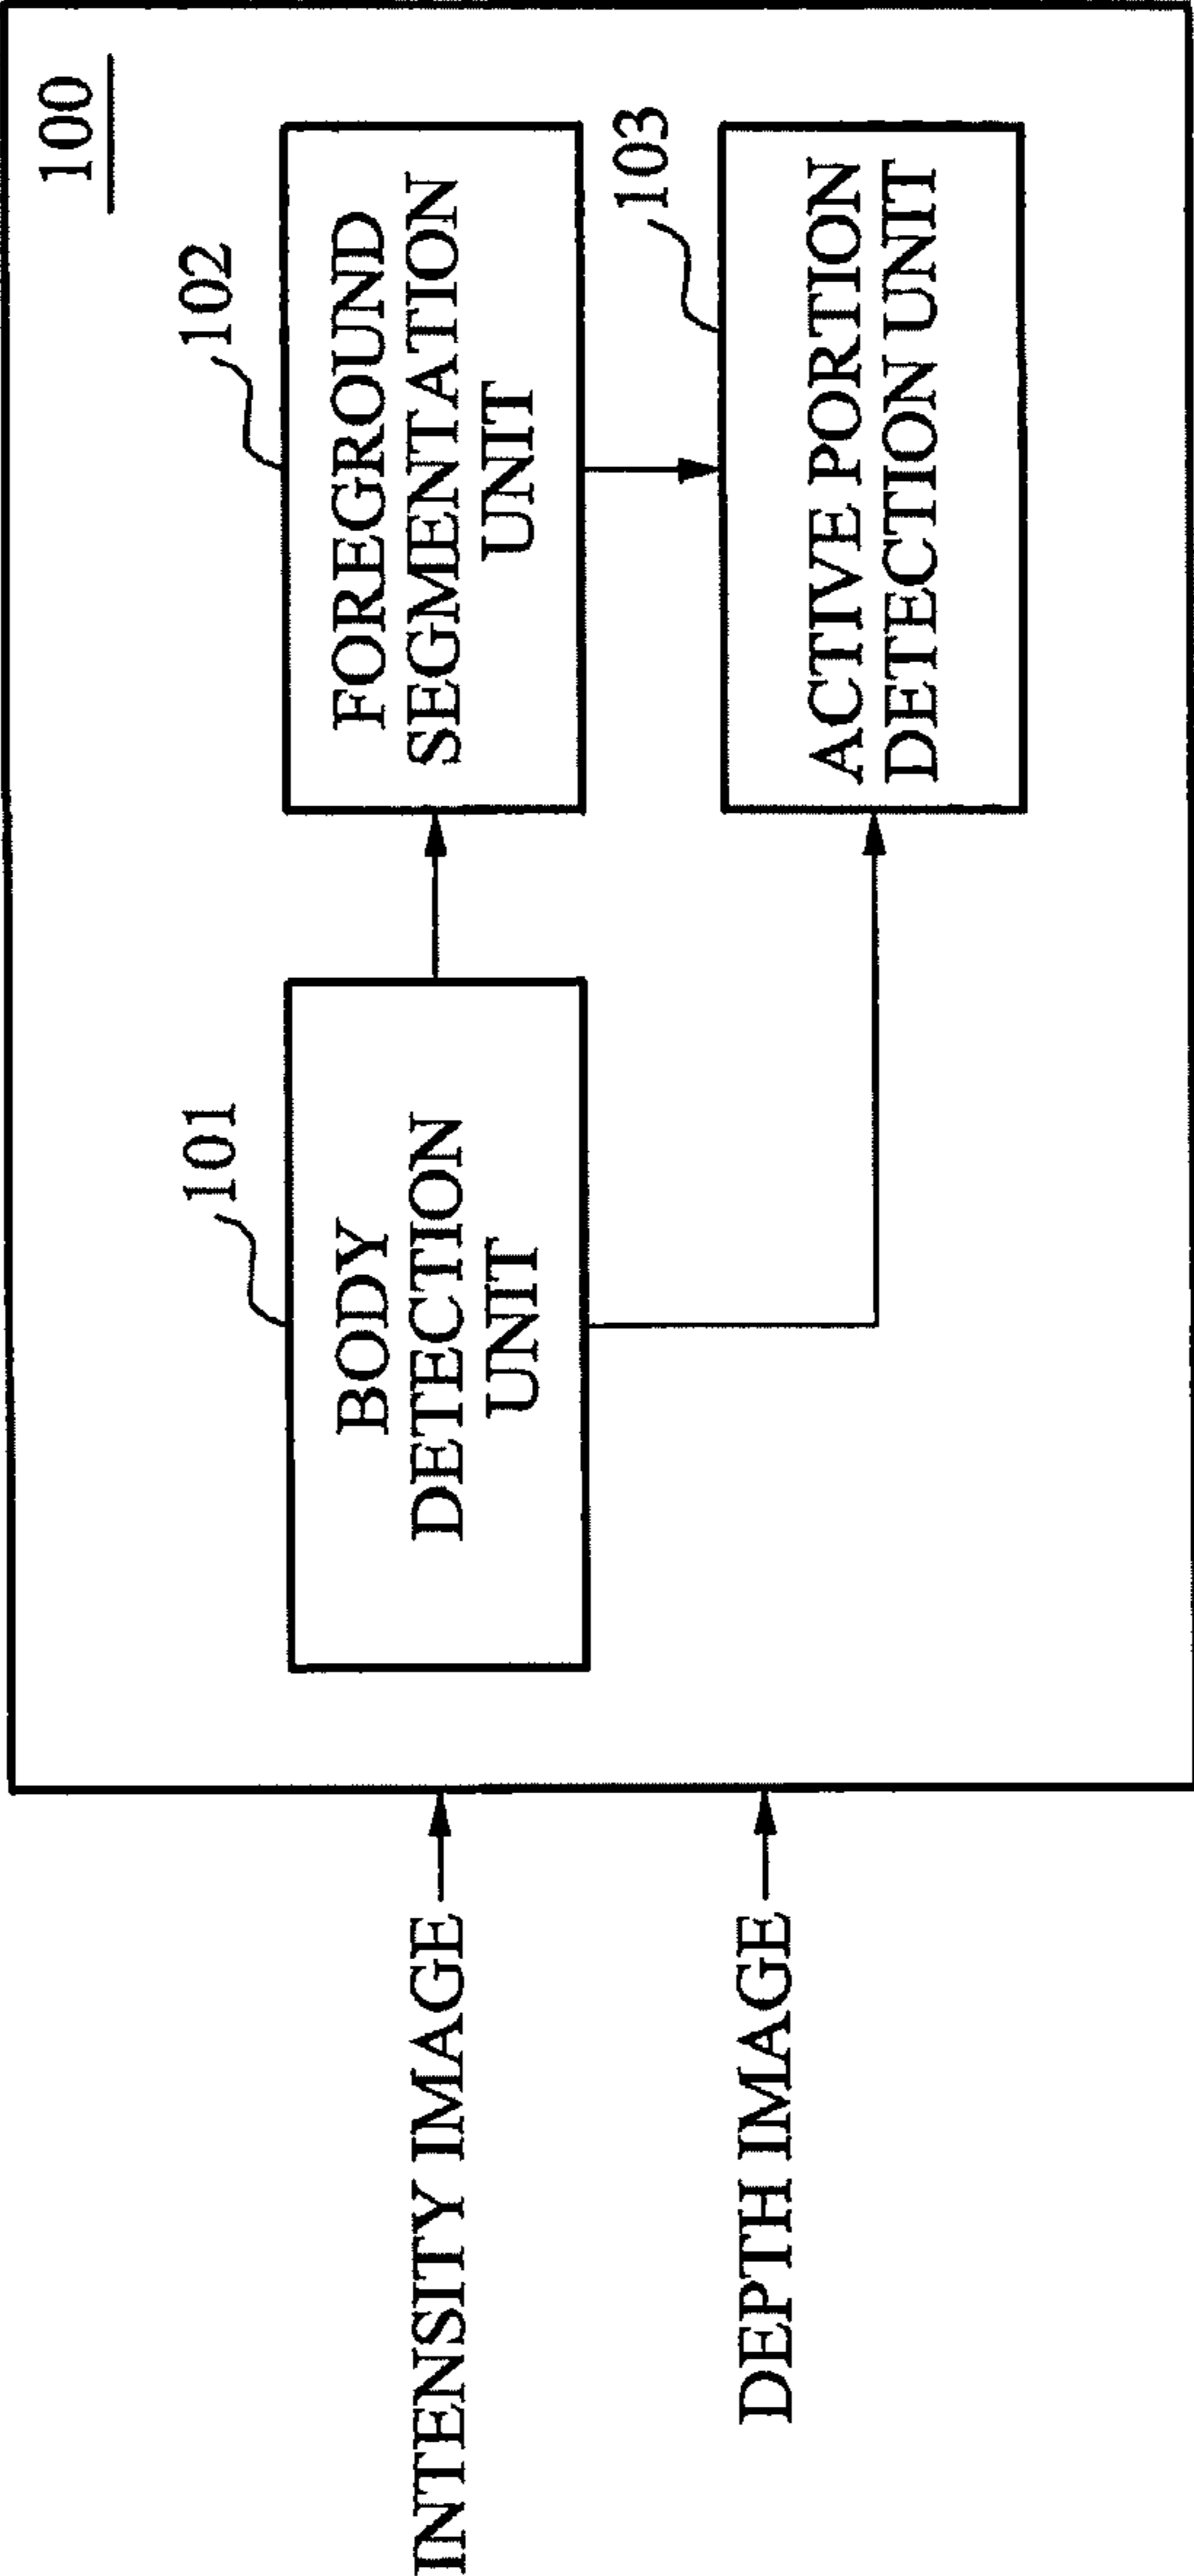 100
101
BODY
DETECTION
UNIT
102
FOREGROUND
SEGMENTATION
UNIT
INTENSITY IMAGE
103
DEPTH IMAGE
ACTIVE PORTION
DETECTION UNIT